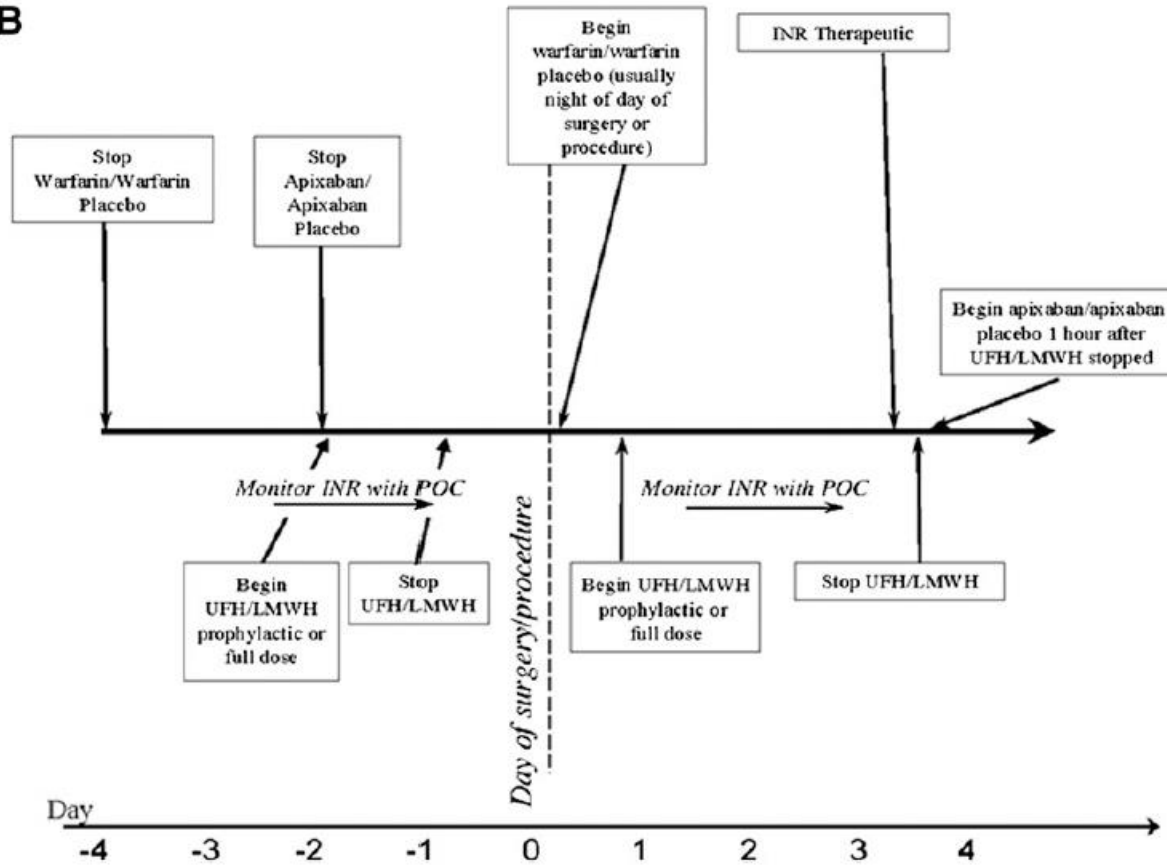 B
Begin
warfarin/warfarin
placebo (usually
night of day of
surgery or
procedure)
INR Therapeutic
Stop
Warfarin/Warfarin
Placebo
Stop
Apixaban/
Apixaban
Placebo
Begin apixaban/apixaban
placebo 1 hour after
UFH/LMWH stopped
Monitor INR with POC
Monitor INR with POC
Begin
UFH/LMWH
prophylactic or
full dose
Stop
UFH/LMWH
Day of surgery/procedure
Begin UFH/LMWH
prophylactic or
full dose
Stop UFH/LMWH
Day
-4 -3 -2 -1 0 1 2 3 4